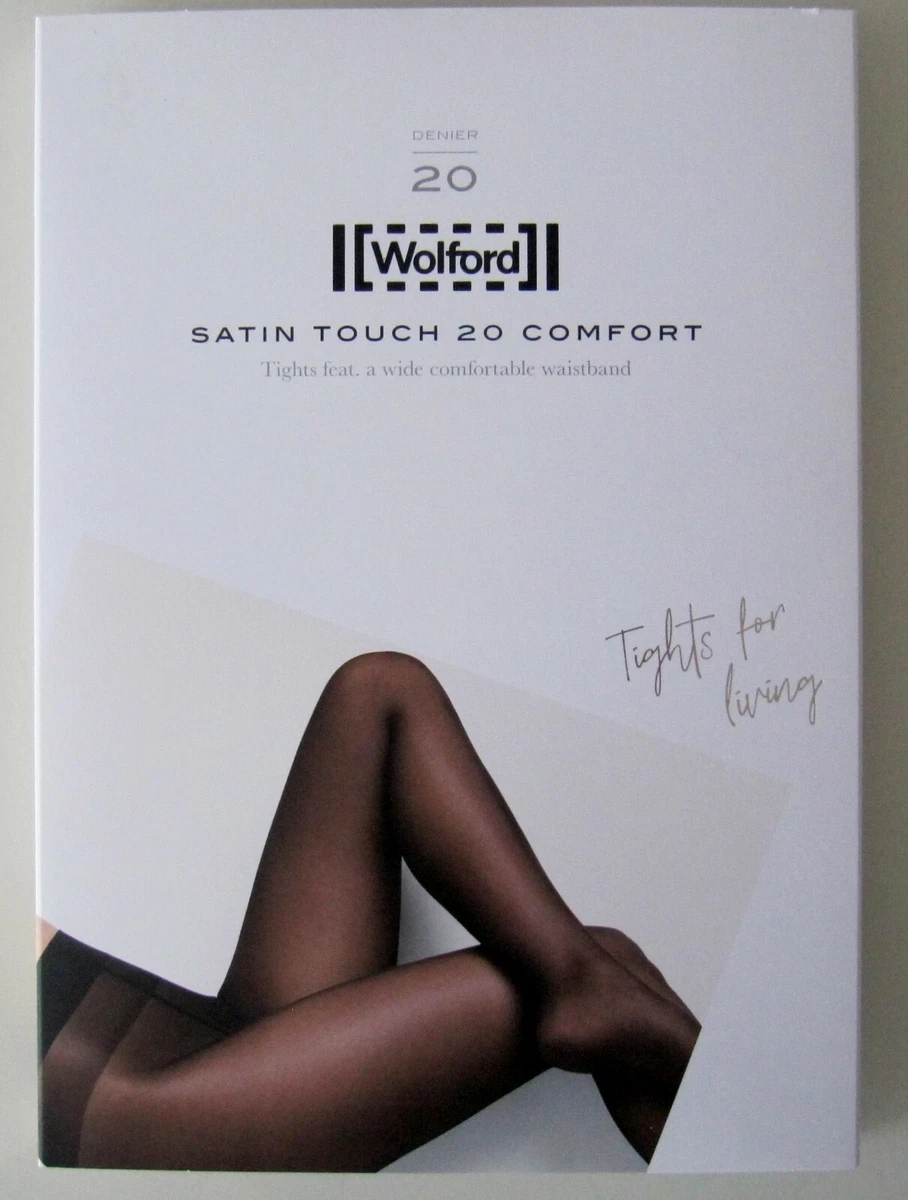 DENIER
20
Wolford
SATIN TOUCH 20 COMFORT
Tights feat. a wide comfortable waistband
Tights for
living